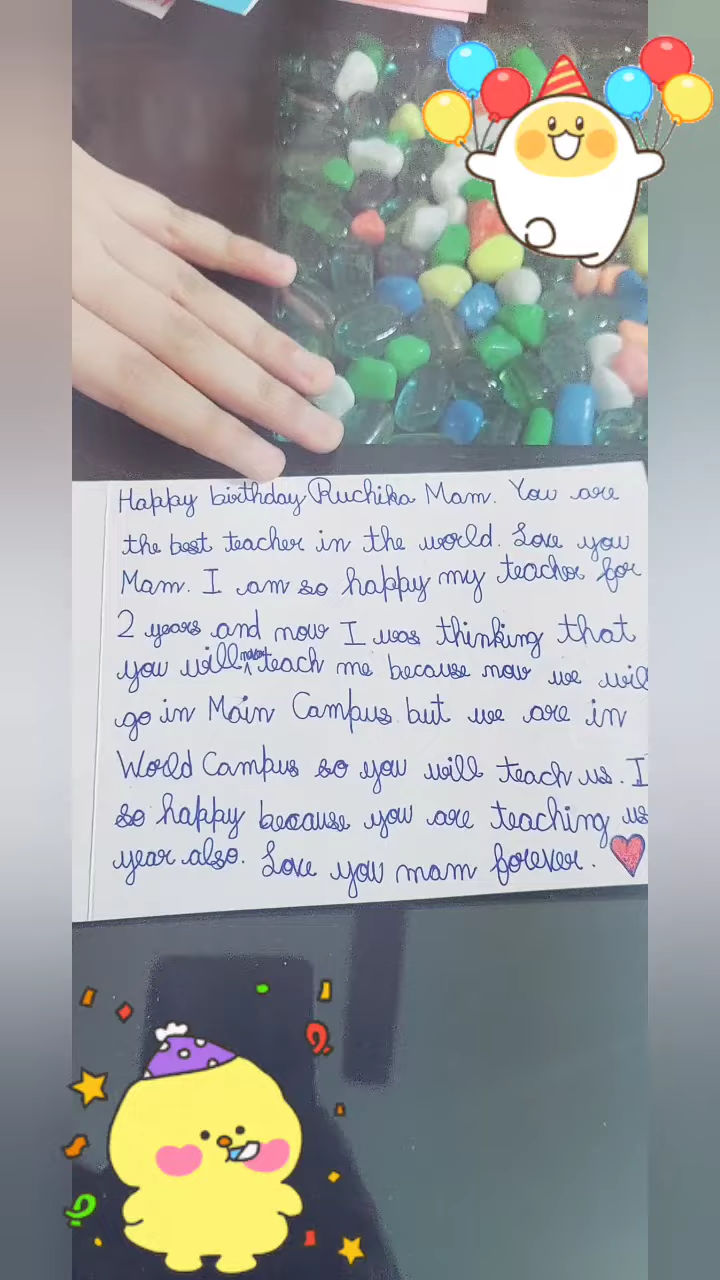 Happy birthday Ruchika Mam. You are
the best teacher in the world. Love you
Mam. I am so happy my teacher for
2 years and now I was thinking that
you will not teach me because now we will
go in Main Campus but we are in
World Campus so you will teach us. I
so happy because you are teaching us
year also. Love you mam forever.